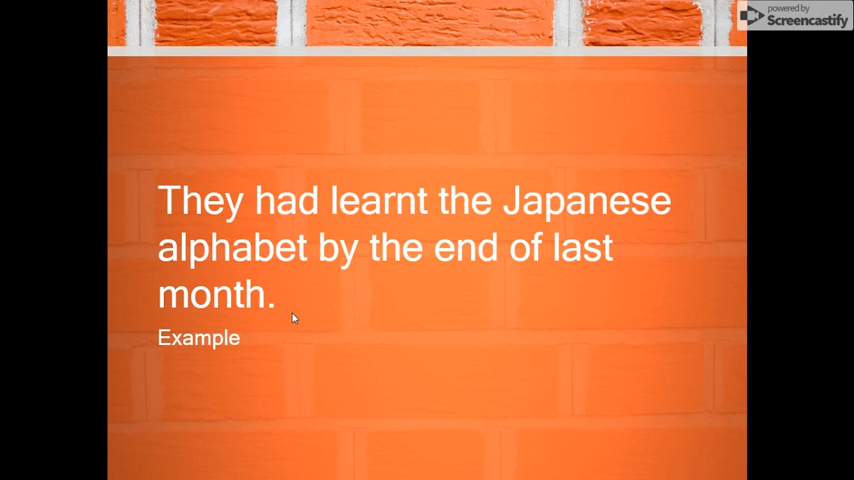 powered by
Screencastify
They had learnt the Japanese
alphabet by the end of last
month.
Example